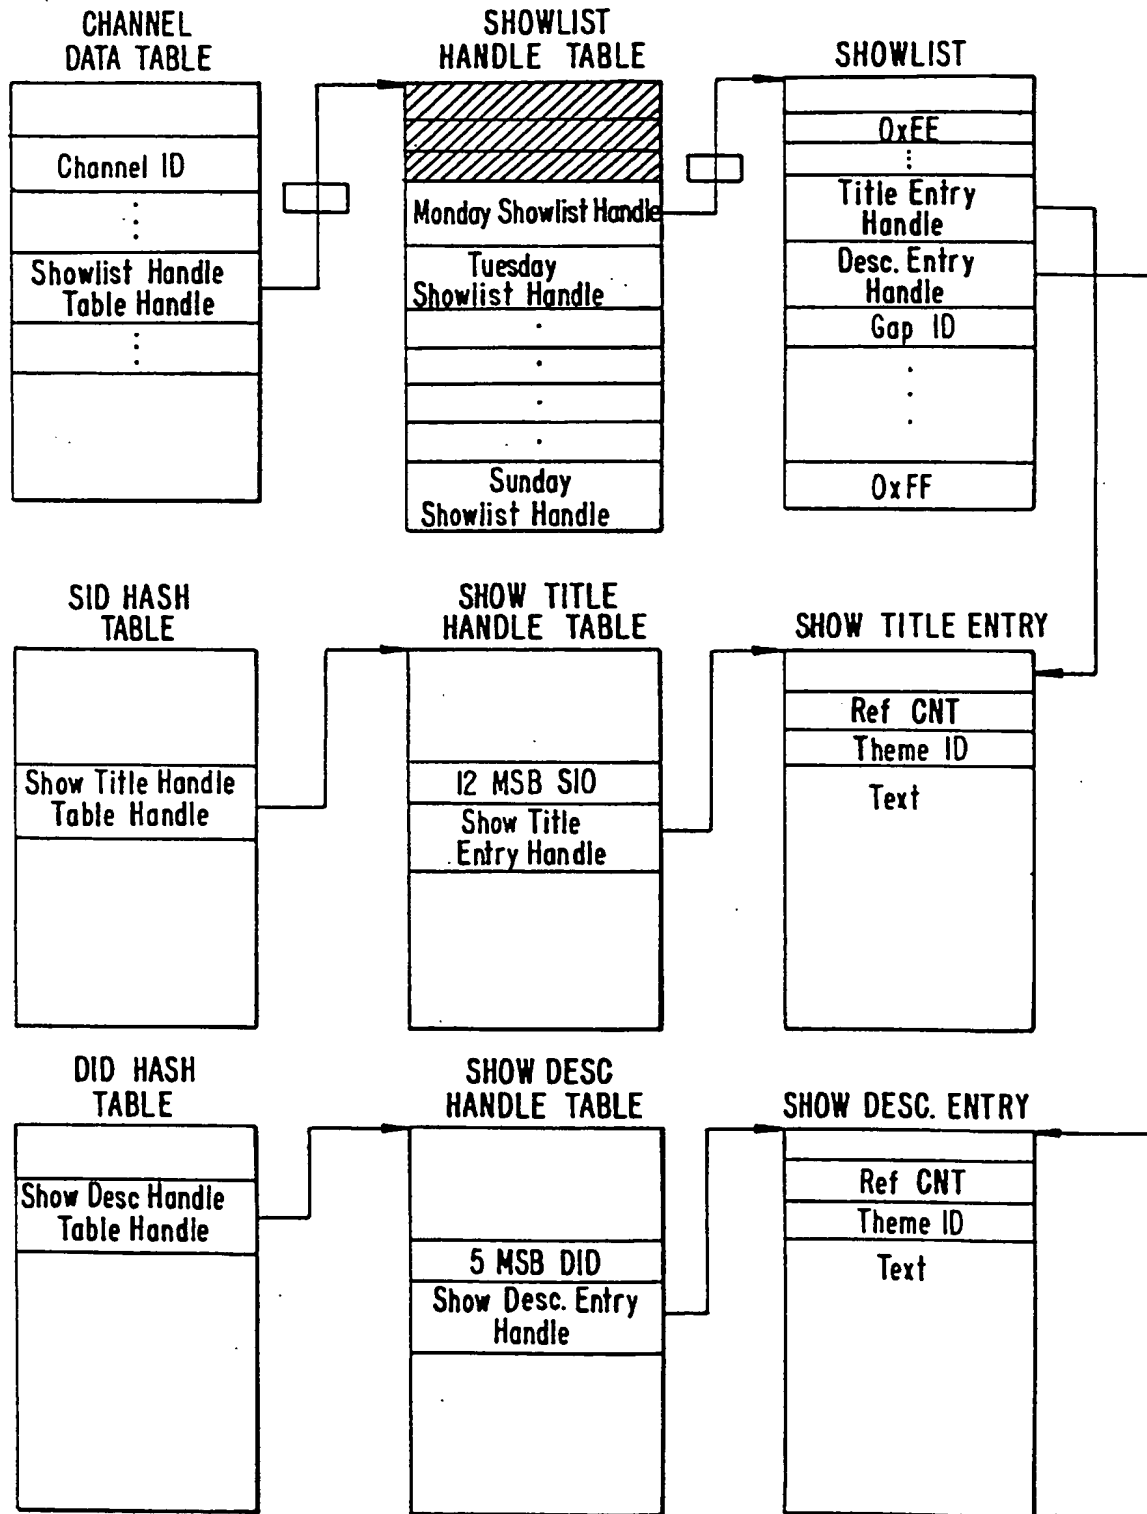 CHANNEL
DATA TABLE
Channel ID
Showlist Handle
Table Handle
SHOWLIST
HANDLE TABLE
Monday Showlist Handle
Tuesday
Showlist Handle
Sunday
Showlist Handle
SHOWLIST
0xEE
Title Entry
Handle
Desc. Entry
Handle
Gap ID
0xFF
SID HASH
TABLE
Show Title Handle
Table Handle
SHOW TITLE
HANDLE TABLE
12 MSB SIO
Show Title
Entry Handle
SHOW TITLE ENTRY
Ref CNT
Theme ID
Text
DID HASH
TABLE
Show Desc Handle
Table Handle
SHOW DESC
HANDLE TABLE
5 MSB DID
Show Desc. Entry
Handle
SHOW DESC. ENTRY
Ref CNT
Theme ID
Text